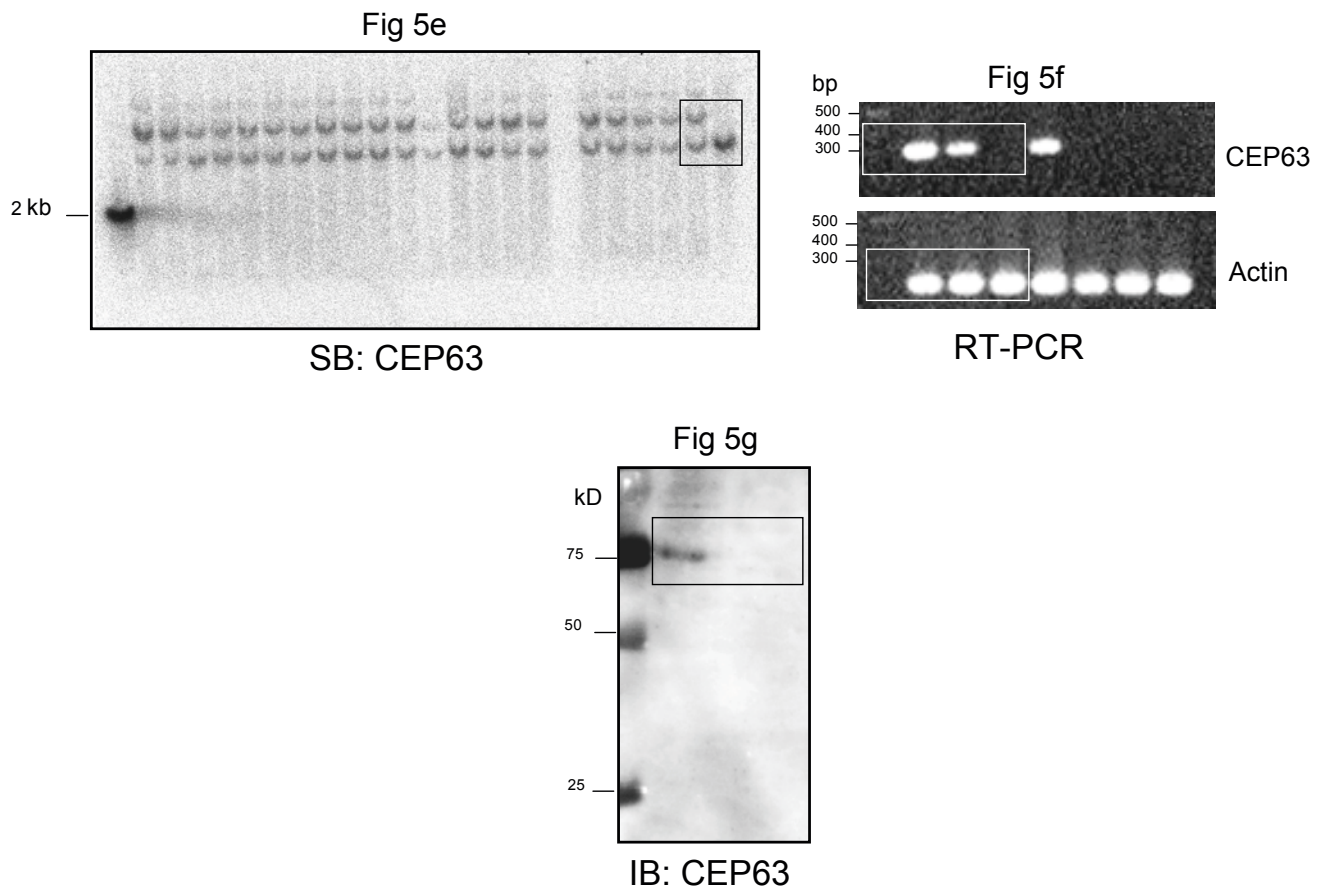 Fig 5e
2 kb
SB: CEP63
Fig 5f
bp
500
400
300
CEP63
500
400
300
Actin
RT-PCR
Fig 5g
kD
75
50
25
IB: CEP63